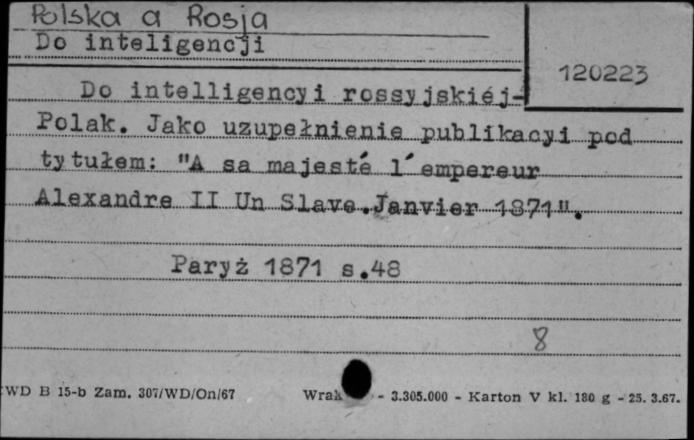 Polska a Rosja
Do inteligencji
120223
Do intelligencyi rossyjskiéj-
Polak. Jako uzupełnienie publikacyi pod
tytułem: "A sa majesté l´empereur
Alexandre II Un Slave.Janvier 1871".
Paryż 1871 s.48
8
WD B 15-b Zam. 307/WD/On/67 - 3.305.000 - Karton V kl. 180 g - 25. 3.67.